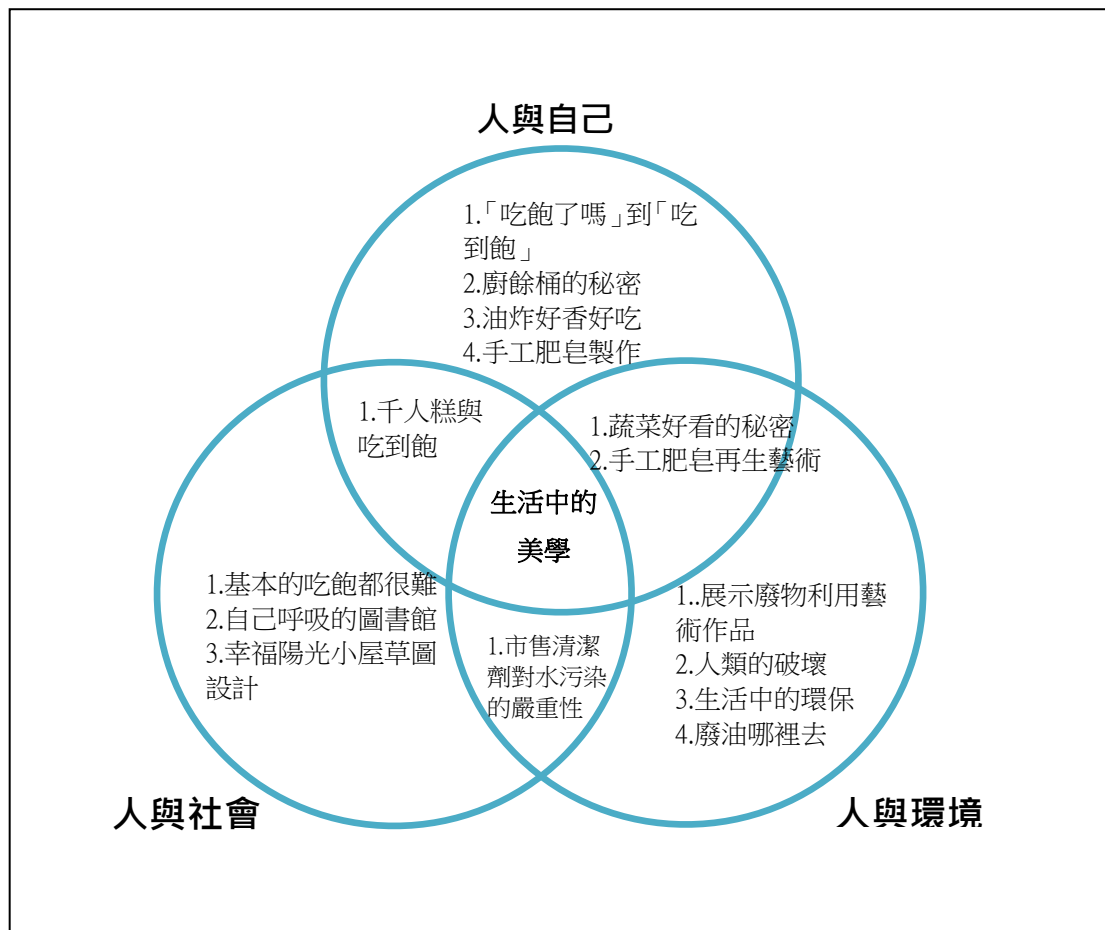 人與自己
1.「吃飽了嗎」到「吃
到飽」
2.廚餘桶的秘密
3.油炸好香好吃
4.手工肥皂製作
1.千人糕與
吃到飽
1.蔬菜好看的秘密
2.手工肥皂再生藝術
生活中的
美學
1.基本的吃飽都很難
2.自己呼吸的圖書館
3.幸福陽光小屋草圖
設計
1.市售清潔
劑對水污染
的嚴重性
1..展示廢物利用藝
術作品
2.人類的破壞
3.生活中的環保
4.廢油哪裡去
人與社會
人與環境